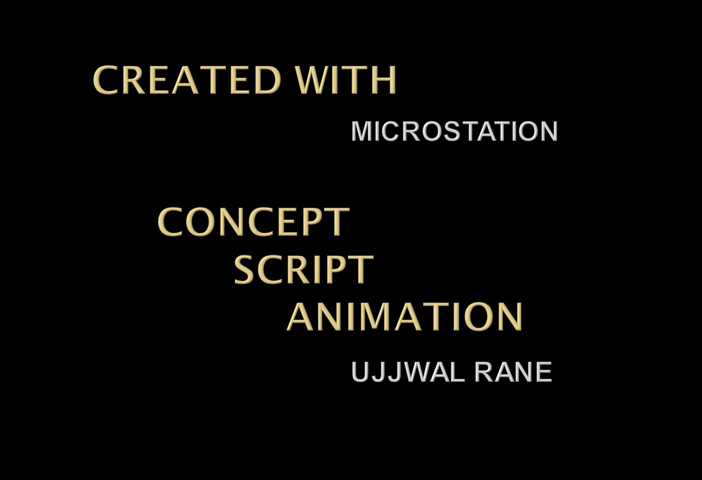 CREATED WITH
MICROSTATION
CONCEPT
SCRIPT
ANIMATION
UJJWAL RANE